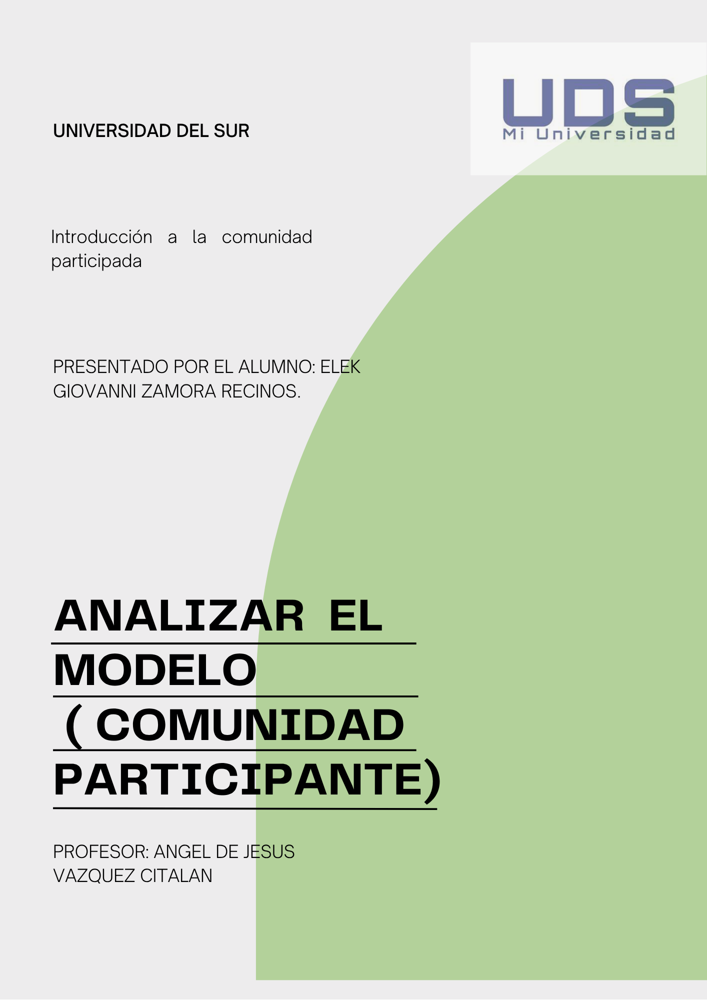 UDS
Mi Universidad
UNIVERSIDAD DEL SUR
Introducción a la comunidad
participada
PRESENTADO POR EL ALUMNO: ELEK
GIOVANNI ZAMORA RECINOS.
ANALIZAR EL
MODELO
( COMUNIDAD
PARTICIPANTE)
PROFESOR: ANGEL DE JESUS
VAZQUEZ CITALAN